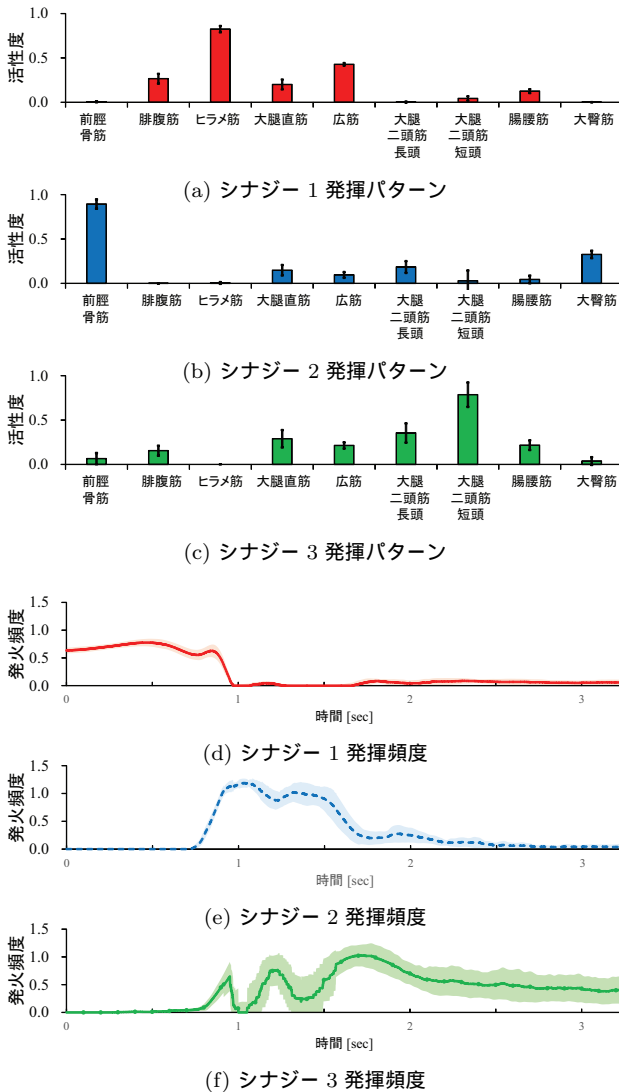 1.0
0.5
0.0
活性度
前脛 腓腹筋 ヒラメ筋 大腿直筋 広筋 大腿 大腿 腸腰筋 大臀筋
骨筋 二頭筋 二頭筋
長頭 短頭
(a) シナジー 1 発揮パターン
1.0
0.5
0.0
活性度
前脛 腓腹筋 ヒラメ筋 大腿直筋 広筋 大腿 大腿 腸腰筋 大臀筋
骨筋 二頭筋 二頭筋
長頭 短頭
(b) シナジー 2 発揮パターン
1.0
0.5
0.0
活性度
前脛 腓腹筋 ヒラメ筋 大腿直筋 広筋 大腿 大腿 腸腰筋 大臀筋
骨筋 二頭筋 二頭筋
長頭 短頭
(c) シナジー 3 発揮パターン
1.5
1.0
0.5
0.0
発火頻度
0 1 2 3
時間 [sec]
(d) シナジー 1 発揮頻度
1.5
1.0
0.5
0.0
発火頻度
0 1 2 3
時間 [sec]
(e) シナジー 2 発揮頻度
1.5
1.0
0.5
0.0
発火頻度
0 1 2 3
時間 [sec]
(f) シナジー 3 発揮頻度